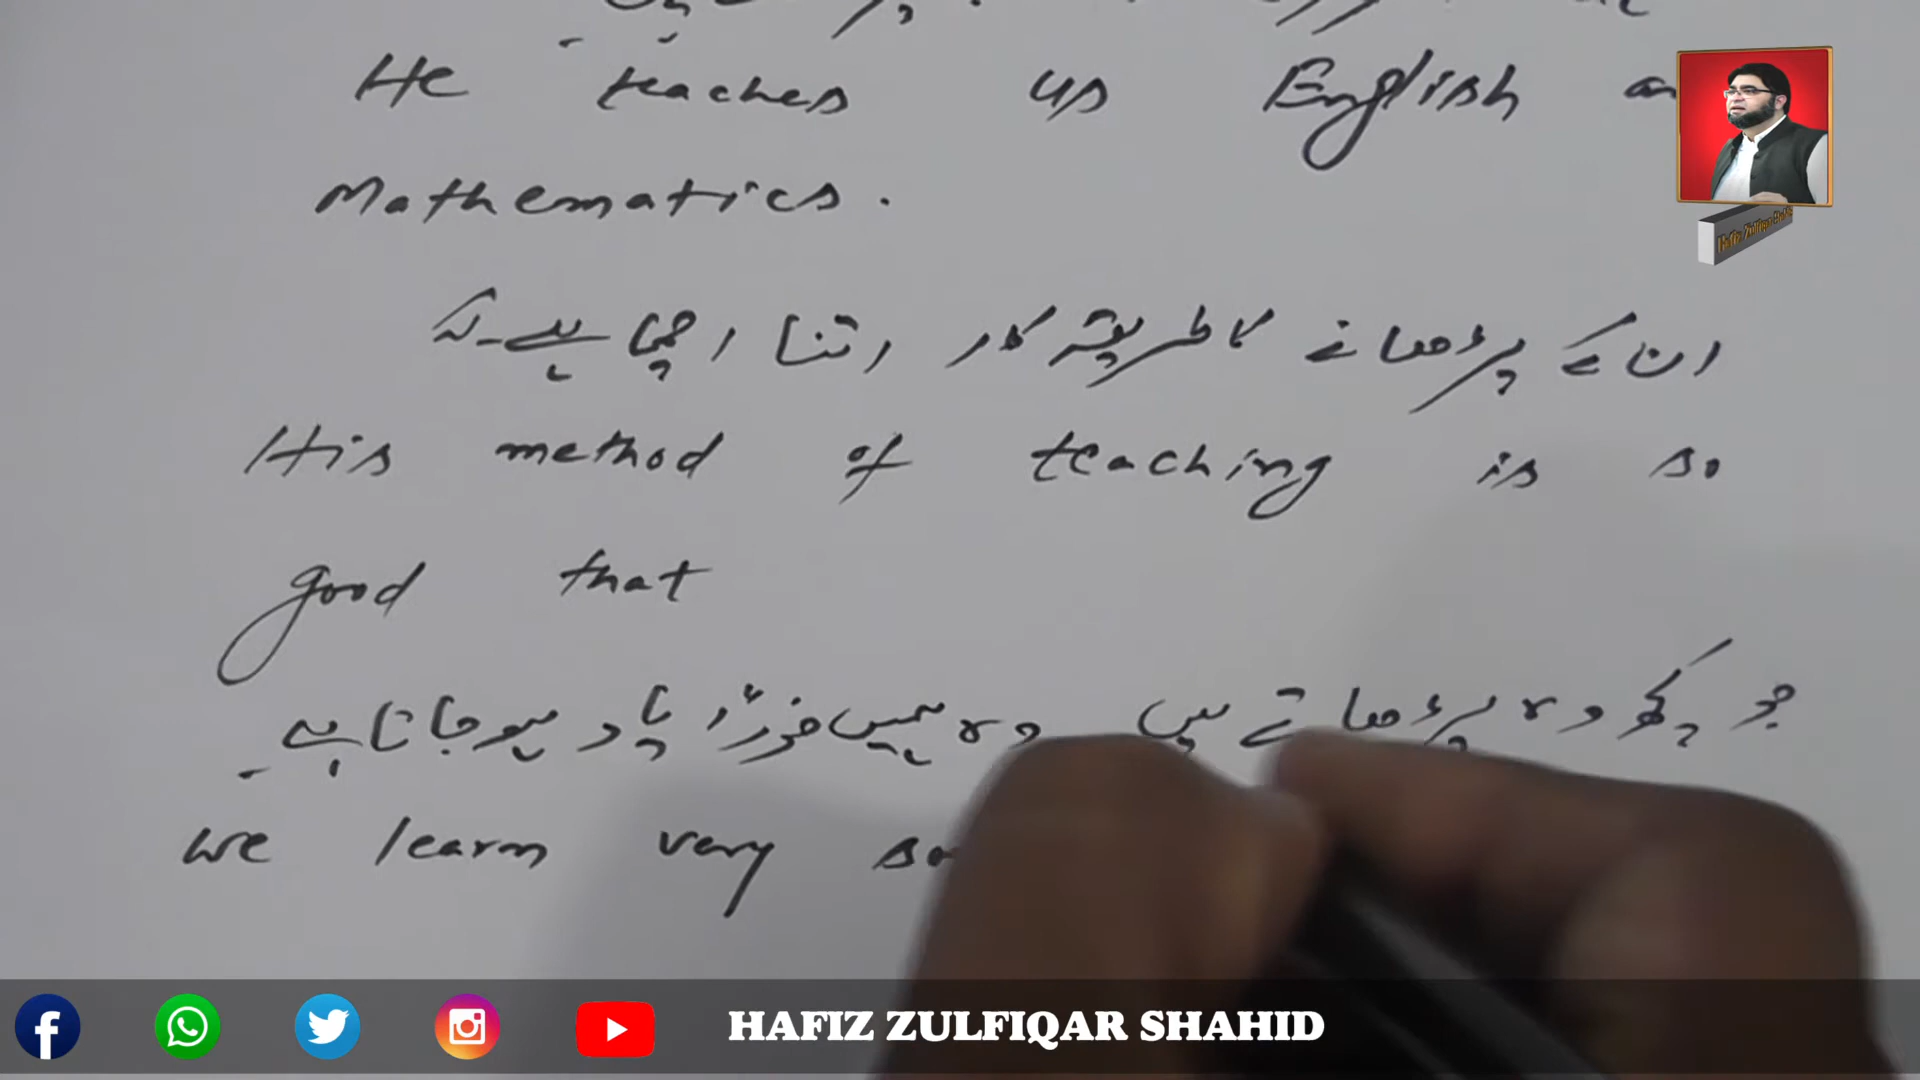 He teaches us English
Mathematics.
ان کے پڑھانے کا طریقہ کار اتنا اچھا ہے۔کہ
His method of teaching is so
good that
جو کچھ وہ پڑھاتے ہیں وہ ہمیں فوراً یاد ہو جاتا ہے۔
we learn very
HAFIZ ZULFIQAR SHAHID